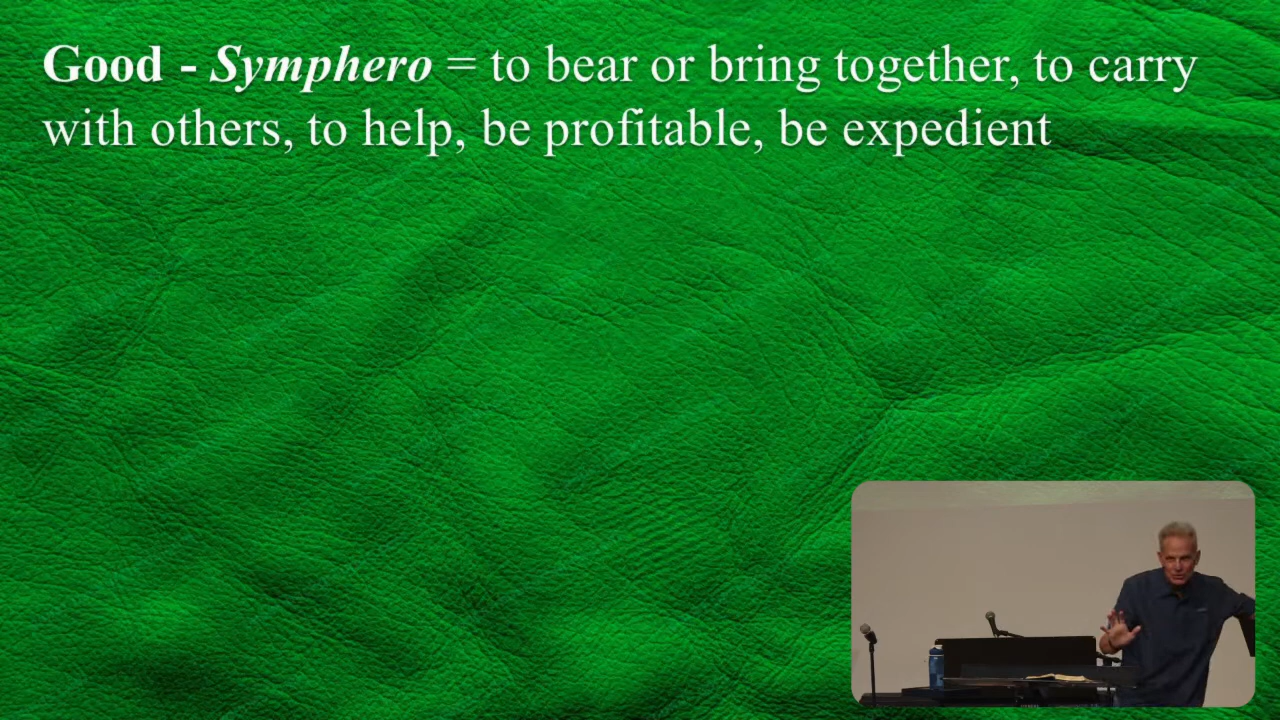 Good - Symphero = to bear or bring together, to carry
with others, to help, be profitable, be expedient